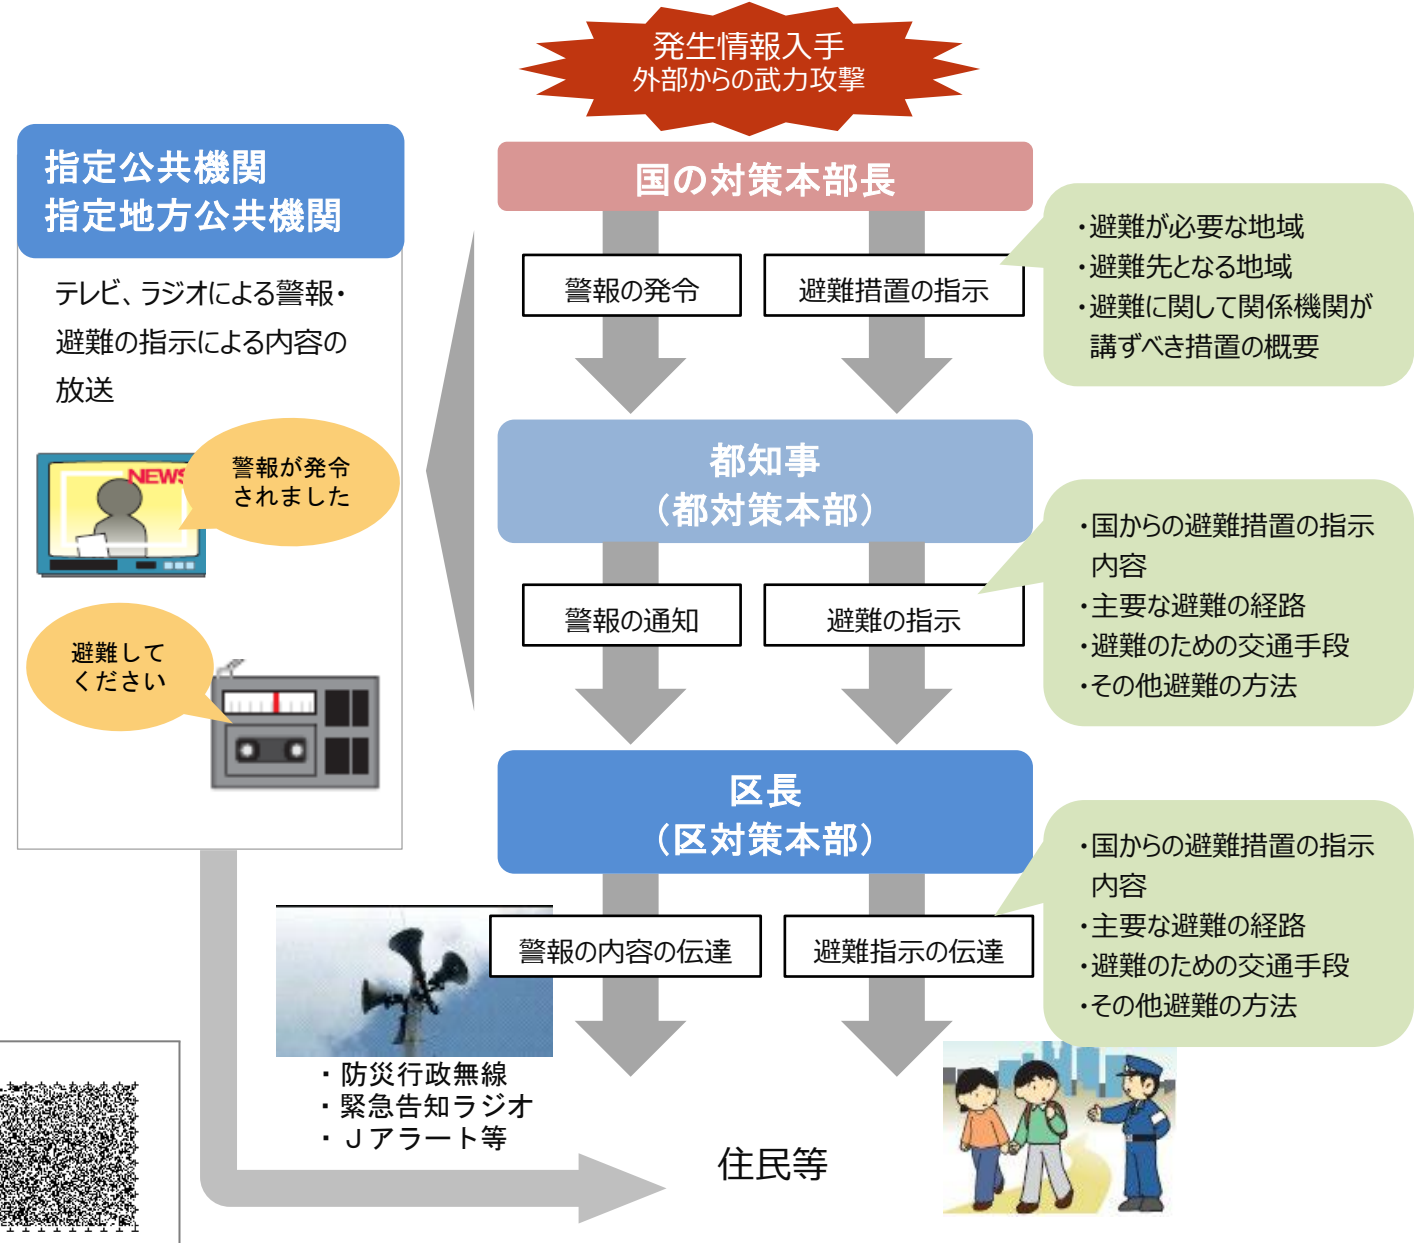 発生情報入手
外部からの武力攻撃
指定公共機関
指定地方公共機関
テレビ、ラジオによる警報・
避難の指示による内容の
放送
NEWS
警報が発令
されました
避難して
ください
国の対策本部長
警報の発令
避難措置の指示
・避難が必要な地域
・避難先となる地域
・避難に関して関係機関が
講ずべき措置の概要
都知事
（都対策本部）
警報の通知
避難の指示
・国からの避難措置の指示
内容
・主要な避難の経路
・避難のための交通手段
・その他避難の方法
区長
（区対策本部）
警報の内容の伝達
避難指示の伝達
・国からの避難措置の指示
内容
・主要な避難の経路
・避難のための交通手段
・その他避難の方法
・防災行政無線
・緊急告知ラジオ
・Ｊアラート等
住民等